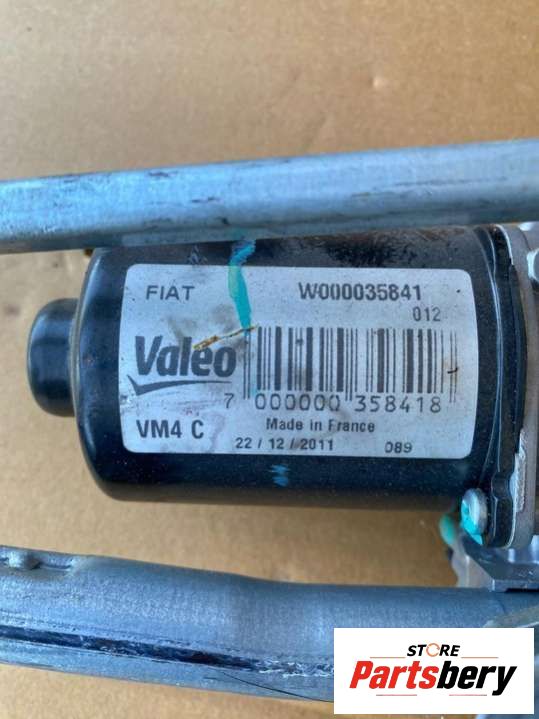 FIAT W000035841
012
Valeo
7 000000 358418
VM4 C Made in France
22 / 12 / 2011 089
STORE
Partsbery